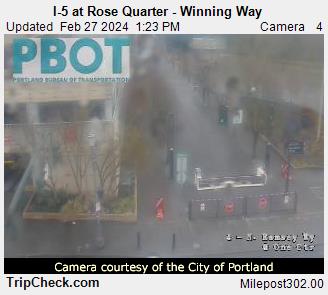 I-5 at Rose Quarter - Winning Way
Updated Feb 27 2024 1:23 PM Camera 4
PBOT
PORTLAND BUREAU OF TRANSPORTATION
Camera courtesy of the City of Portland
TripCheck.com Milepost302.00